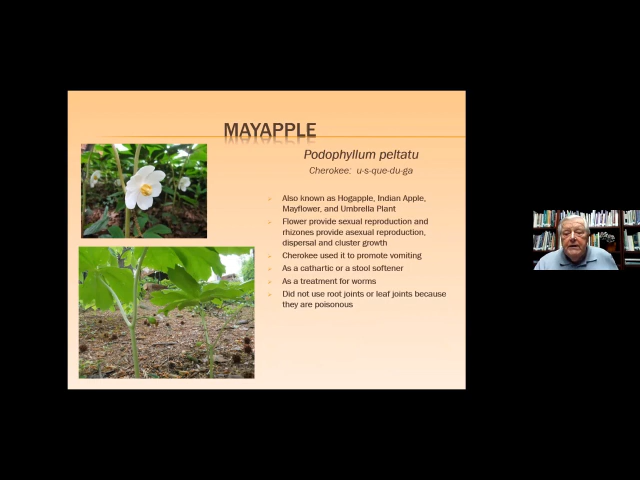 MAYAPPLE
Podophyllum peltatu
Cherokee: u-s-que-du-ga
Also known as Hogapple, Indian Apple,
Mayflower, and Umbrella Plant
Flower provide sexual reproduction and
rhizones provide asexual reproduction,
dispersal and cluster growth
Cherokee used it to promote vomiting
As a cathartic or a stool softener
As a treatment for worms
Did not use root joints or leaf joints because
they are poisonous